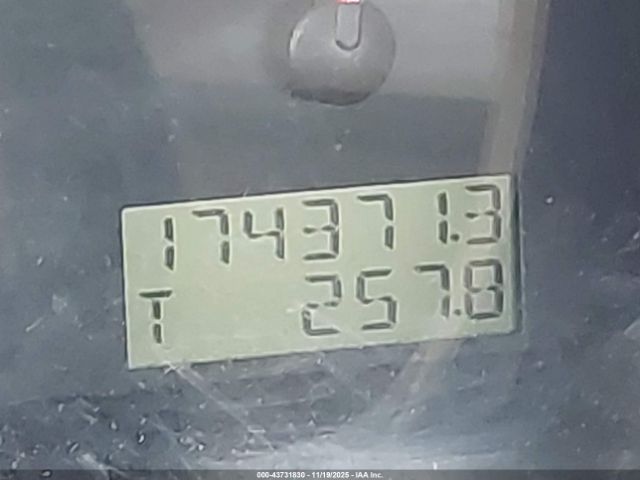 174371.3
T 257.8
000-43731830 - 11/19/2025 - IAA Inc.